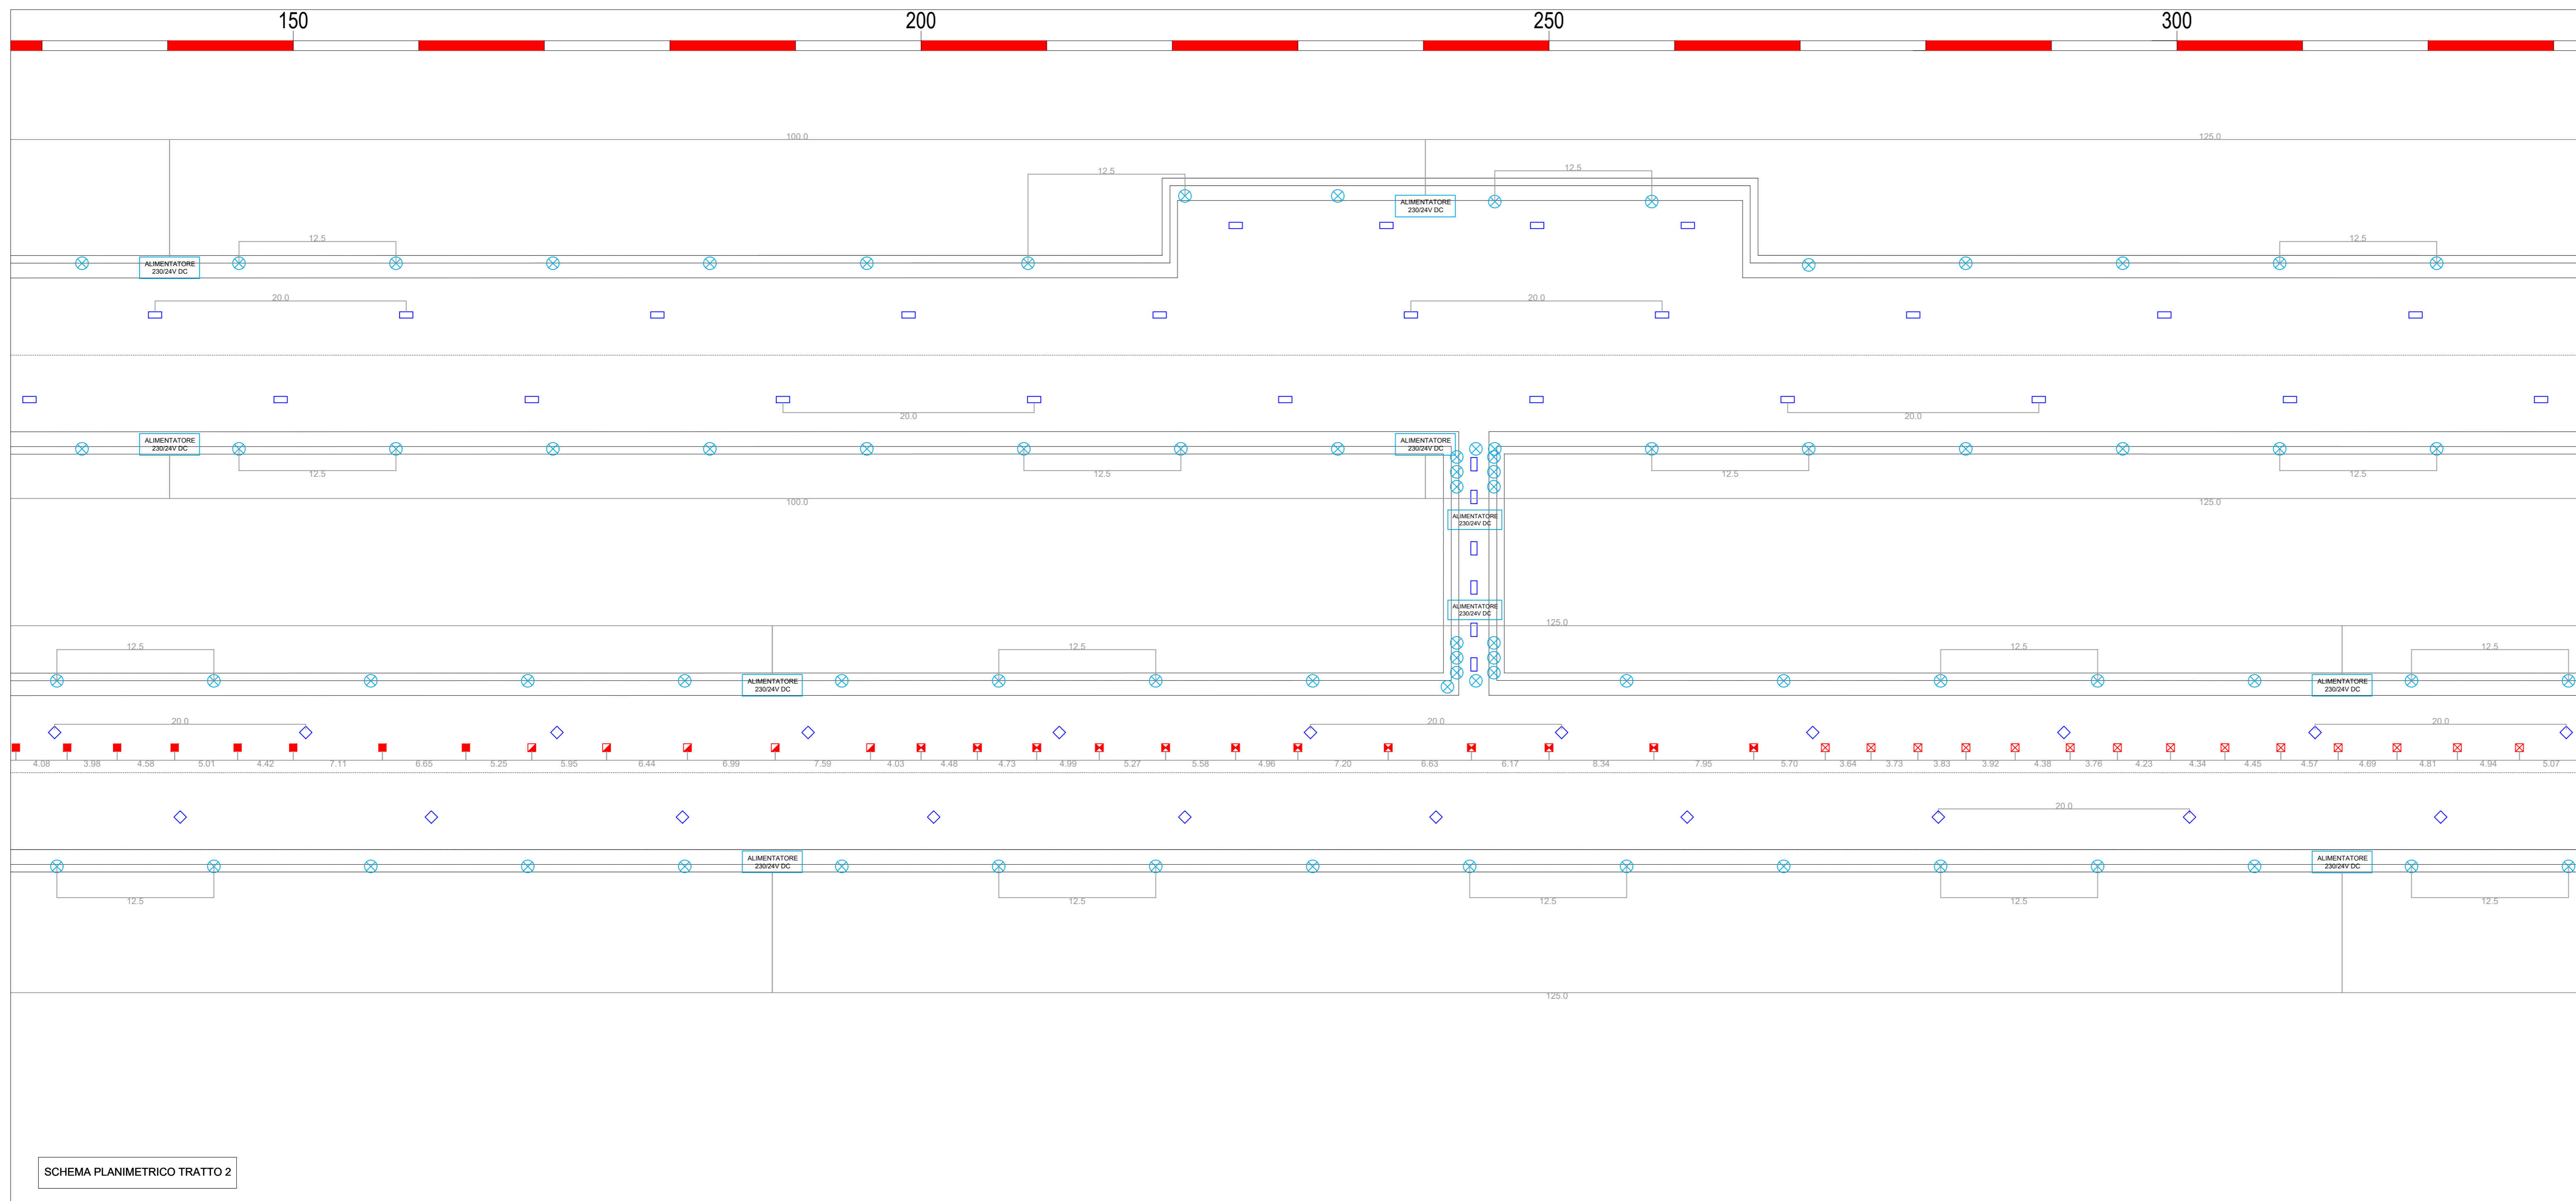 150 200 250 300
100.0 125.0
12.5 12.5
ALIMENTATORE
230/24V DC
12.5 12.5
ALIMENTATORE
230/24V DC
20.0 20.0
20.0 20.0
ALIMENTATORE
230/24V DC
ALIMENTATORE
230/24V DC
12.5 12.5 12.5 12.5
100.0 125.0
ALIMENTATORE
230/24V DC
ALIMENTATORE
230/24V DC
125.0
12.5 12.5 12.5 12.5
ALIMENTATORE
230/24V DC
ALIMENTATORE
230/24V DC
20.0 20.0 20.0
4.08 3.98 4.58 5.01 4.42 7.11 6.65 5.25 5.95 6.44 6.99 7.59 4.03 4.48 4.73 4.99 5.27 5.58 4.96 7.20 6.63 6.17 8.34 7.95 5.70 3.64 3.73 3.83 3.92 4.38 3.76 4.23 4.34 4.45 4.57 4.69 4.81 4.94 5.07
20.0
ALIMENTATORE
230/24V DC
ALIMENTATORE
230/24V DC
12.5 12.5 12.5 12.5 12.5
125.0
SCHEMA PLANIMETRICO TRATTO 2